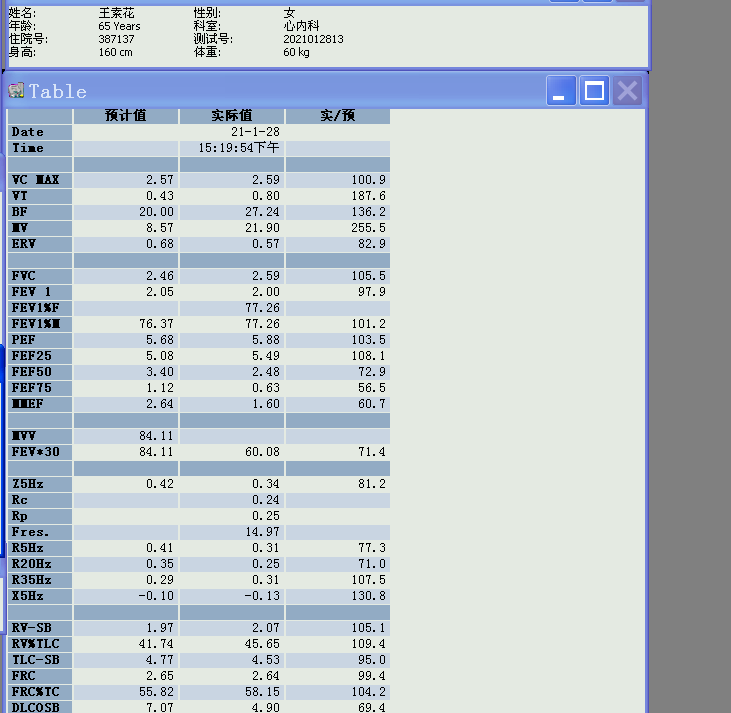 姓名: 王素花 性别: 女
年龄: 65 Years 科室: 心内科
住院号: 387137 测试号: 2021012813
身高: 160 cm 体重: 60 kg
Table
预计值 实际值 实/预
Date 21-1-28
Time 15:19:54下午
VC MAX 2.57 2.59 100.9
VT 0.43 0.80 187.6
BF 20.00 27.24 136.2
MV 8.57 21.90 255.5
ERV 0.68 0.57 82.9
FVC 2.46 2.59 105.5
FEV 1 2.05 2.00 97.9
FEV1%F 77.26
FEV1%M 76.37 77.26 101.2
PEF 5.68 5.88 103.5
FEF25 5.08 5.49 108.1
FEF50 3.40 2.48 72.9
FEF75 1.12 0.63 56.5
MMEF 2.64 1.60 60.7
MVV 84.11
FEV*30 84.11 60.08 71.4
Z5Hz 0.42 0.34 81.2
Rc 0.24
Rp 0.25
Fres. 14.97
R5Hz 0.41 0.31 77.3
R20Hz 0.35 0.25 71.0
R35Hz 0.29 0.31 107.5
X5Hz -0.10 -0.13 130.8
RV-SB 1.97 2.07 105.1
RV%TLC 41.74 45.65 109.4
TLC-SB 4.77 4.53 95.0
FRC 2.65 2.64 99.4
FRC%TC 55.82 58.15 104.2
DLCOSB 7.07 4.90 69.4